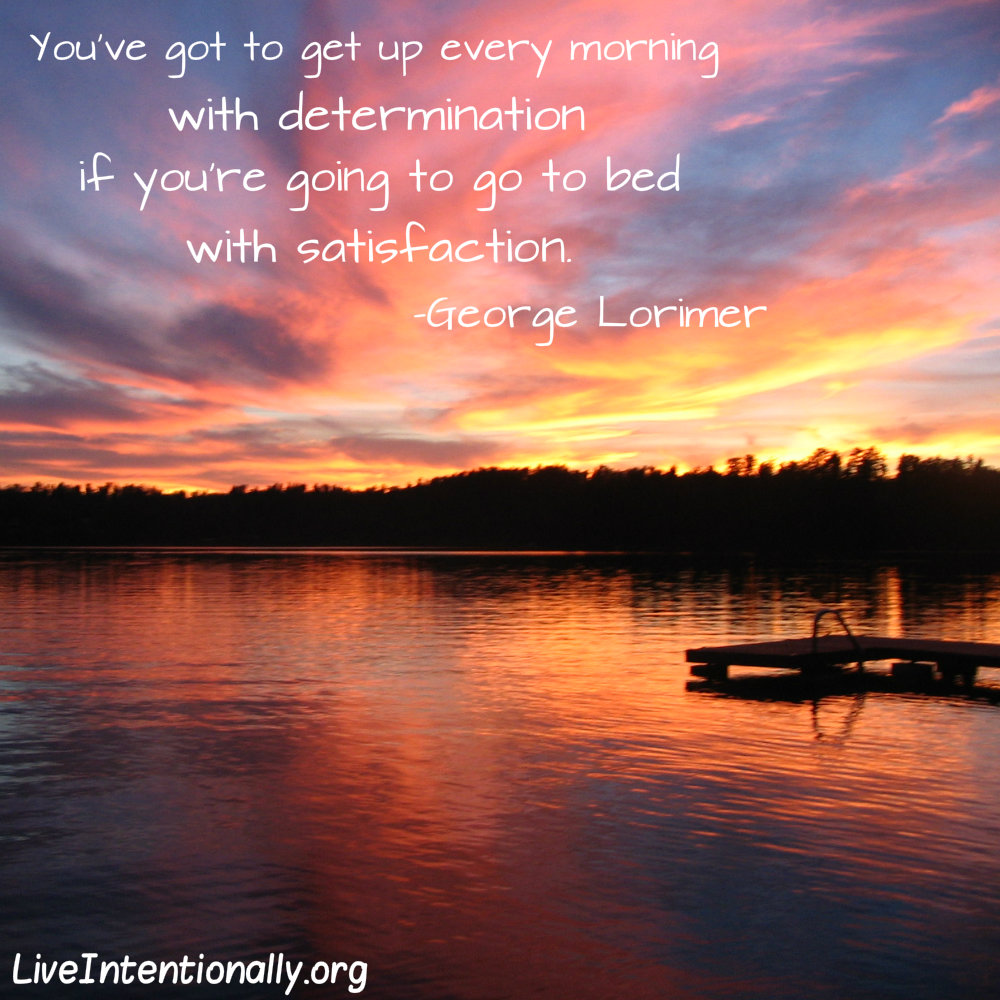 You've got to get up every morning
with determination
if you're going to go to bed
with satisfaction.
-George Lorimer
LiveIntentionally.org